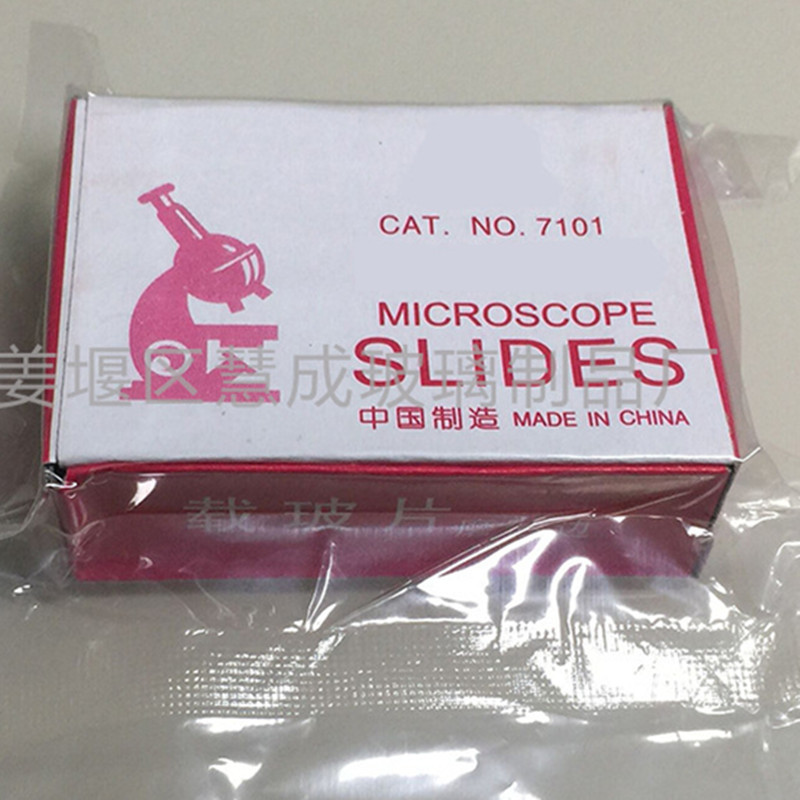 CAT. NO. 7101
MICROSCOPE
SLIDES
姜堰区慧成玻璃制品厂
中国制造 MADE IN CHINA
载玻片